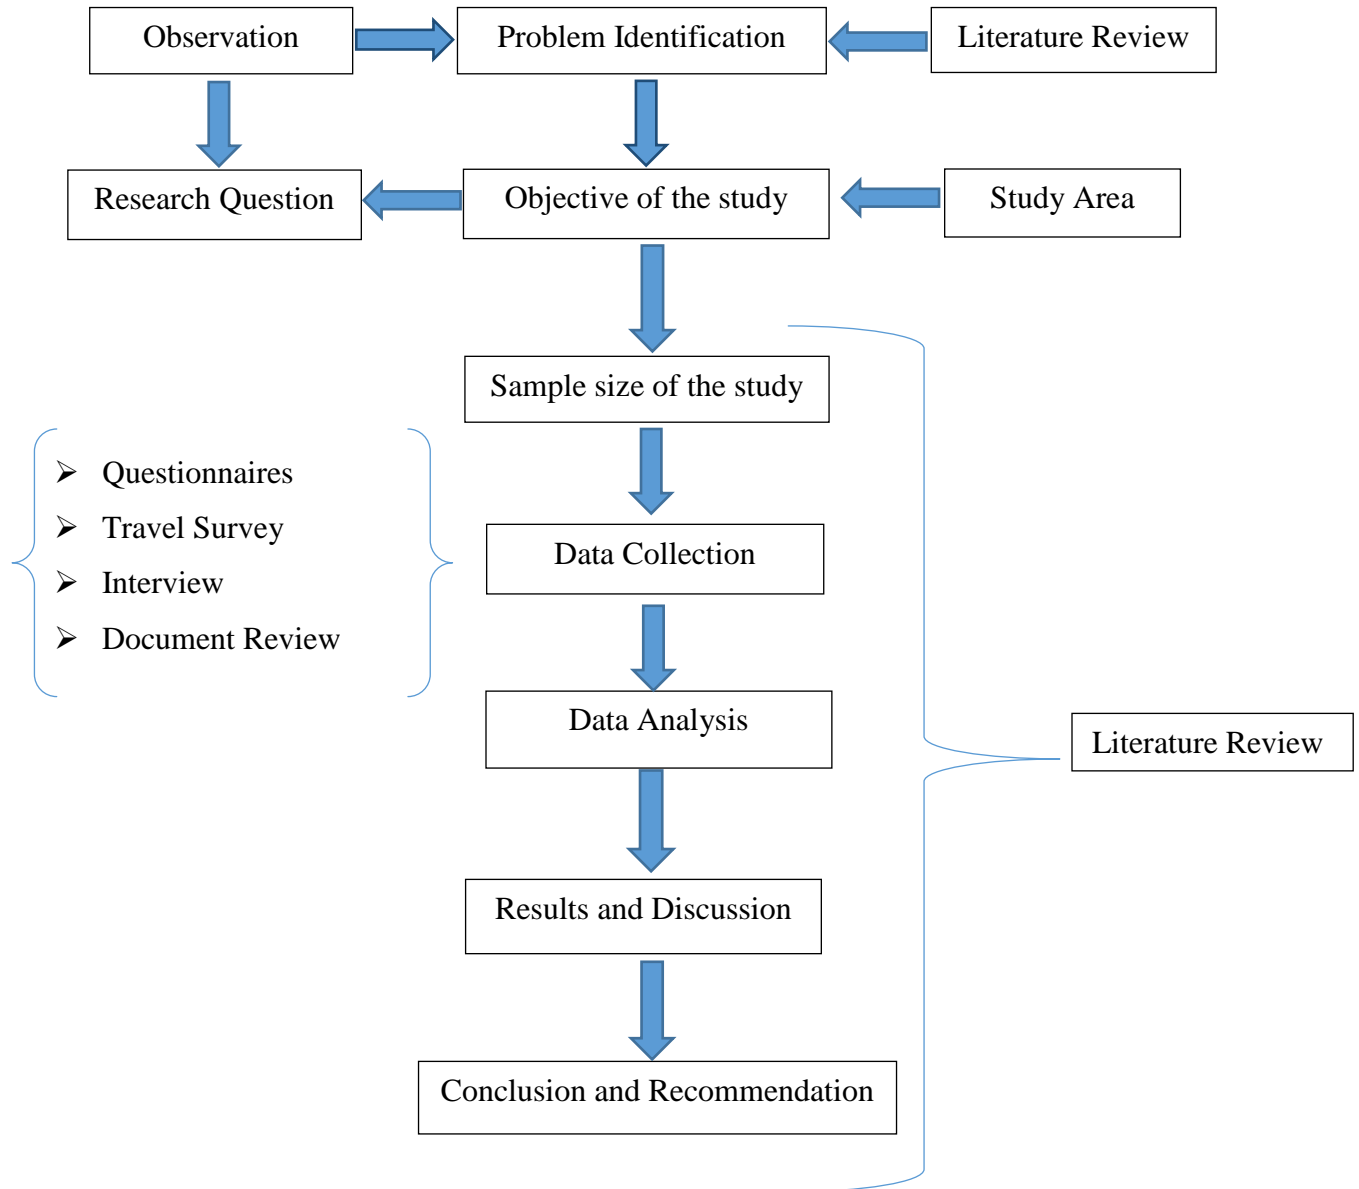 Observation
Problem Identification
Literature Review
Research Question
Objective of the study
Study Area
Sample size of the study
Questionnaires
Travel Survey
Interview
Document Review
Data Collection
Data Analysis
Literature Review
Results and Discussion
Conclusion and Recommendation